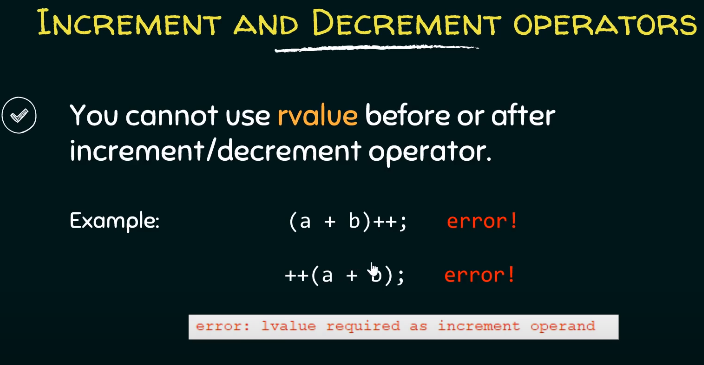 INCREMENT AND DECREMENT OPERATORS
You cannot use rvalue before or after
increment/decrement operator.
Example: (a + b)++; error!
++(a + b); error!
error: lvalue required as increment operand